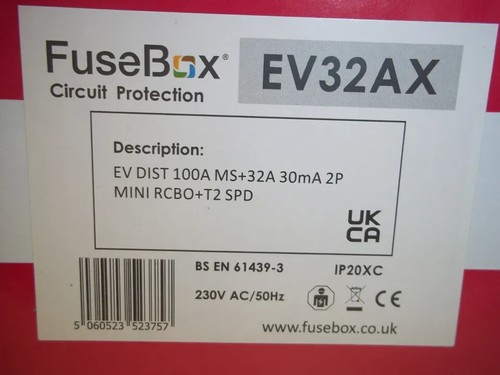 FuseBox®
Circuit Protection
EV32AX
Description:
EV DIST 100A MS+32A 30mA 2P
MINI RCBO+T2 SPD
UK
CA
BS EN 61439-3
IP20XC
230V AC/50Hz
CE
5 060523 523757
www.fusebox.co.uk